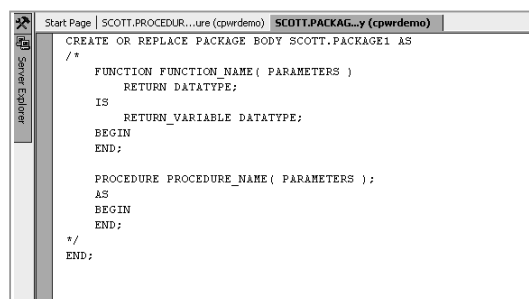 Start Page SCOTT.PROCEDUR...ure (cpwrdemo) SCOTT.PACKAG...y (cpwrdemo)
Server Explorer
CREATE OR REPLACE PACKAGE BODY SCOTT.PACKAGE1 AS
/*
FUNCTION FUNCTION_NAME( PARAMETERS )
RETURN DATATYPE;
IS
RETURN_VARIABLE DATATYPE;
BEGIN
END;
PROCEDURE PROCEDURE_NAME( PARAMETERS );
AS
BEGIN
END;
*/
END;